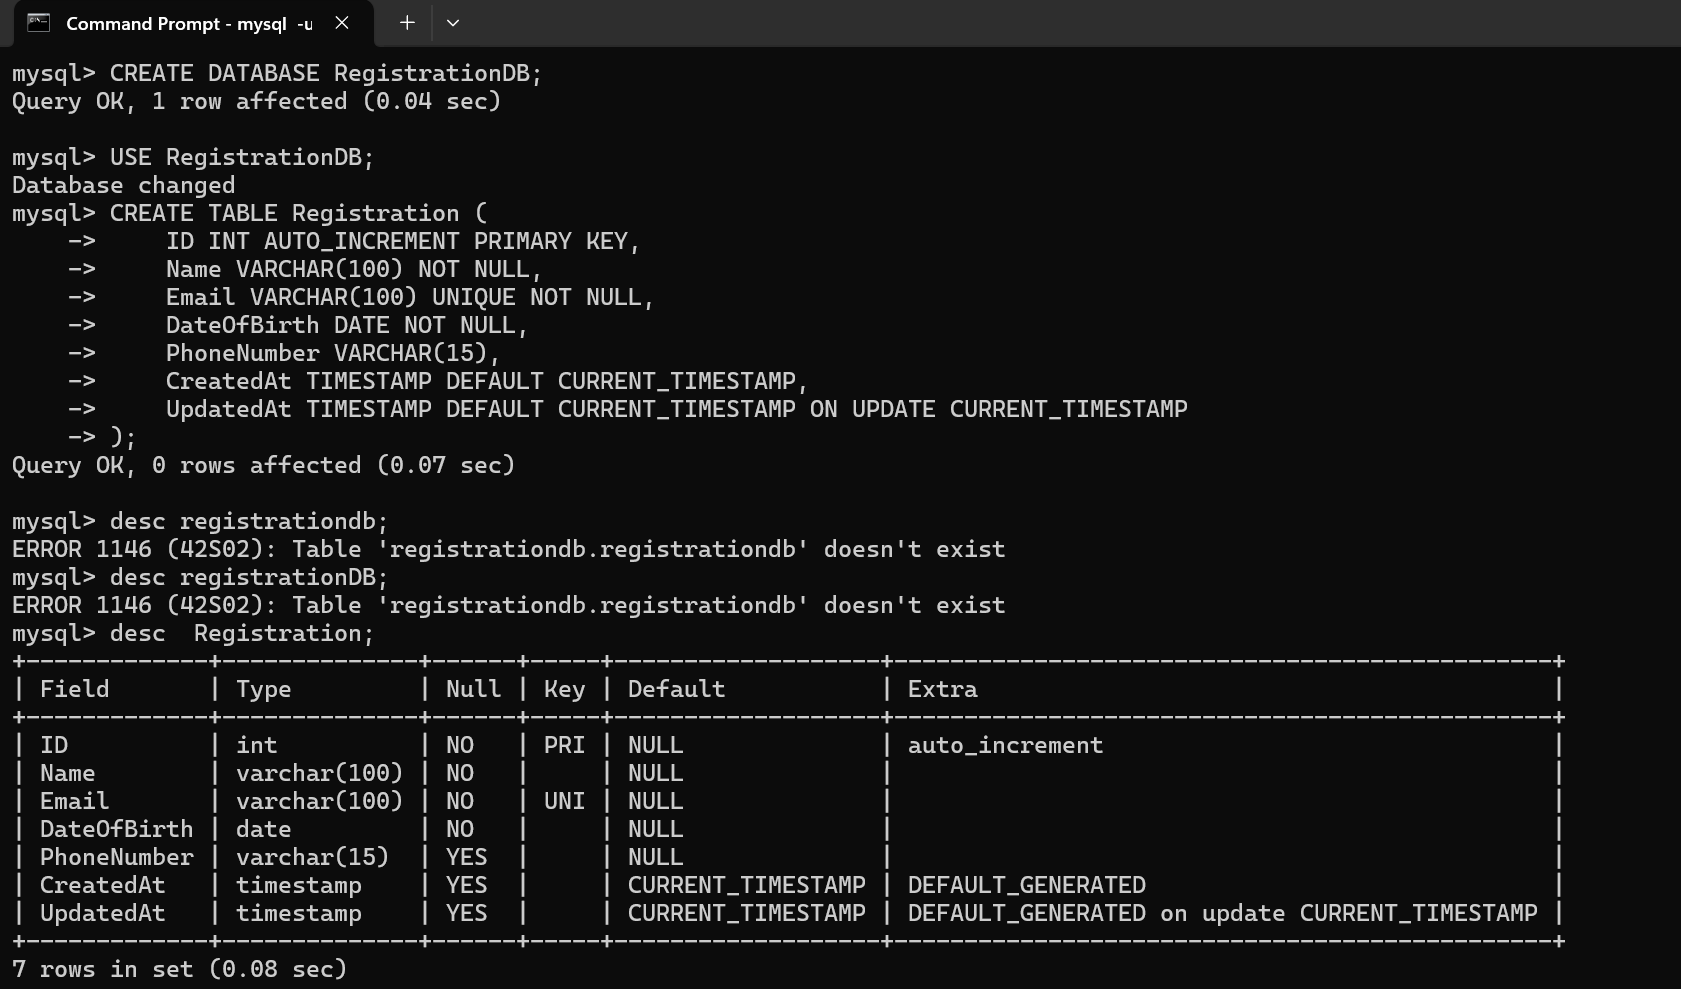 Command Prompt - mysql  -u
mysql> CREATE DATABASE RegistrationDB;
Query OK, 1 row affected (0.04 sec)

mysql> USE RegistrationDB;
Database changed
mysql> CREATE TABLE Registration (
    ->     ID INT AUTO_INCREMENT PRIMARY KEY,
    ->     Name VARCHAR(100) NOT NULL,
    ->     Email VARCHAR(100) UNIQUE NOT NULL,
    ->     DateOfBirth DATE NOT NULL,
    ->     PhoneNumber VARCHAR(15),
    ->     CreatedAt TIMESTAMP DEFAULT CURRENT_TIMESTAMP,
    ->     UpdatedAt TIMESTAMP DEFAULT CURRENT_TIMESTAMP ON UPDATE CURRENT_TIMESTAMP
    -> );
Query OK, 0 rows affected (0.07 sec)

mysql> desc registrationdb;
ERROR 1146 (42S02): Table 'registrationdb.registrationdb' doesn't exist
mysql> desc registrationDB;
ERROR 1146 (42S02): Table 'registrationdb.registrationdb' doesn't exist
mysql> desc  Registration;
+-------------+--------------+------+-----+-------------------+-----------------------------------------------+
| Field       | Type         | Null | Key | Default           | Extra                                         |
+-------------+--------------+------+-----+-------------------+-----------------------------------------------+
| ID          | int          | NO   | PRI | NULL              | auto_increment                                |
| Name        | varchar(100) | NO   |     | NULL              |                                               |
| Email       | varchar(100) | NO   | UNI | NULL              |                                               |
| DateOfBirth | date         | NO   |     | NULL              |                                               |
| PhoneNumber | varchar(15)  | YES  |     | NULL              |                                               |
| CreatedAt   | timestamp    | YES  |     | CURRENT_TIMESTAMP | DEFAULT_GENERATED                             |
| UpdatedAt   | timestamp    | YES  |     | CURRENT_TIMESTAMP | DEFAULT_GENERATED on update CURRENT_TIMESTAMP |
+-------------+--------------+------+-----+-------------------+-----------------------------------------------+
7 rows in set (0.08 sec)